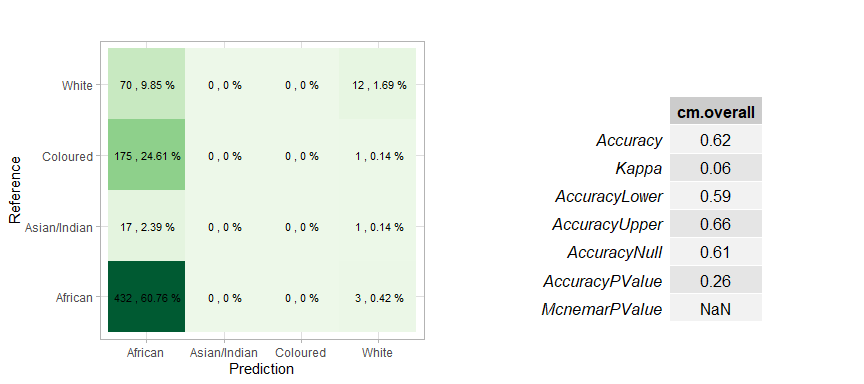 White 70 , 9.85 % 0 , 0 % 0 , 0 % 12 , 1.69 %
Coloured 175 , 24.61 % 0 , 0 % 0 , 0 % 1 , 0.14 %
Asian/Indian 17 , 2.39 % 0 , 0 % 0 , 0 % 1 , 0.14 %
African 432 , 60.76 % 0 , 0 % 0 , 0 % 3 , 0.42 %
Reference
African Asian/Indian Coloured White
Prediction
cm.overall
Accuracy 0.62
Kappa 0.06
AccuracyLower 0.59
AccuracyUpper 0.66
AccuracyNull 0.61
AccuracyPValue 0.26
McnemarPValue NaN